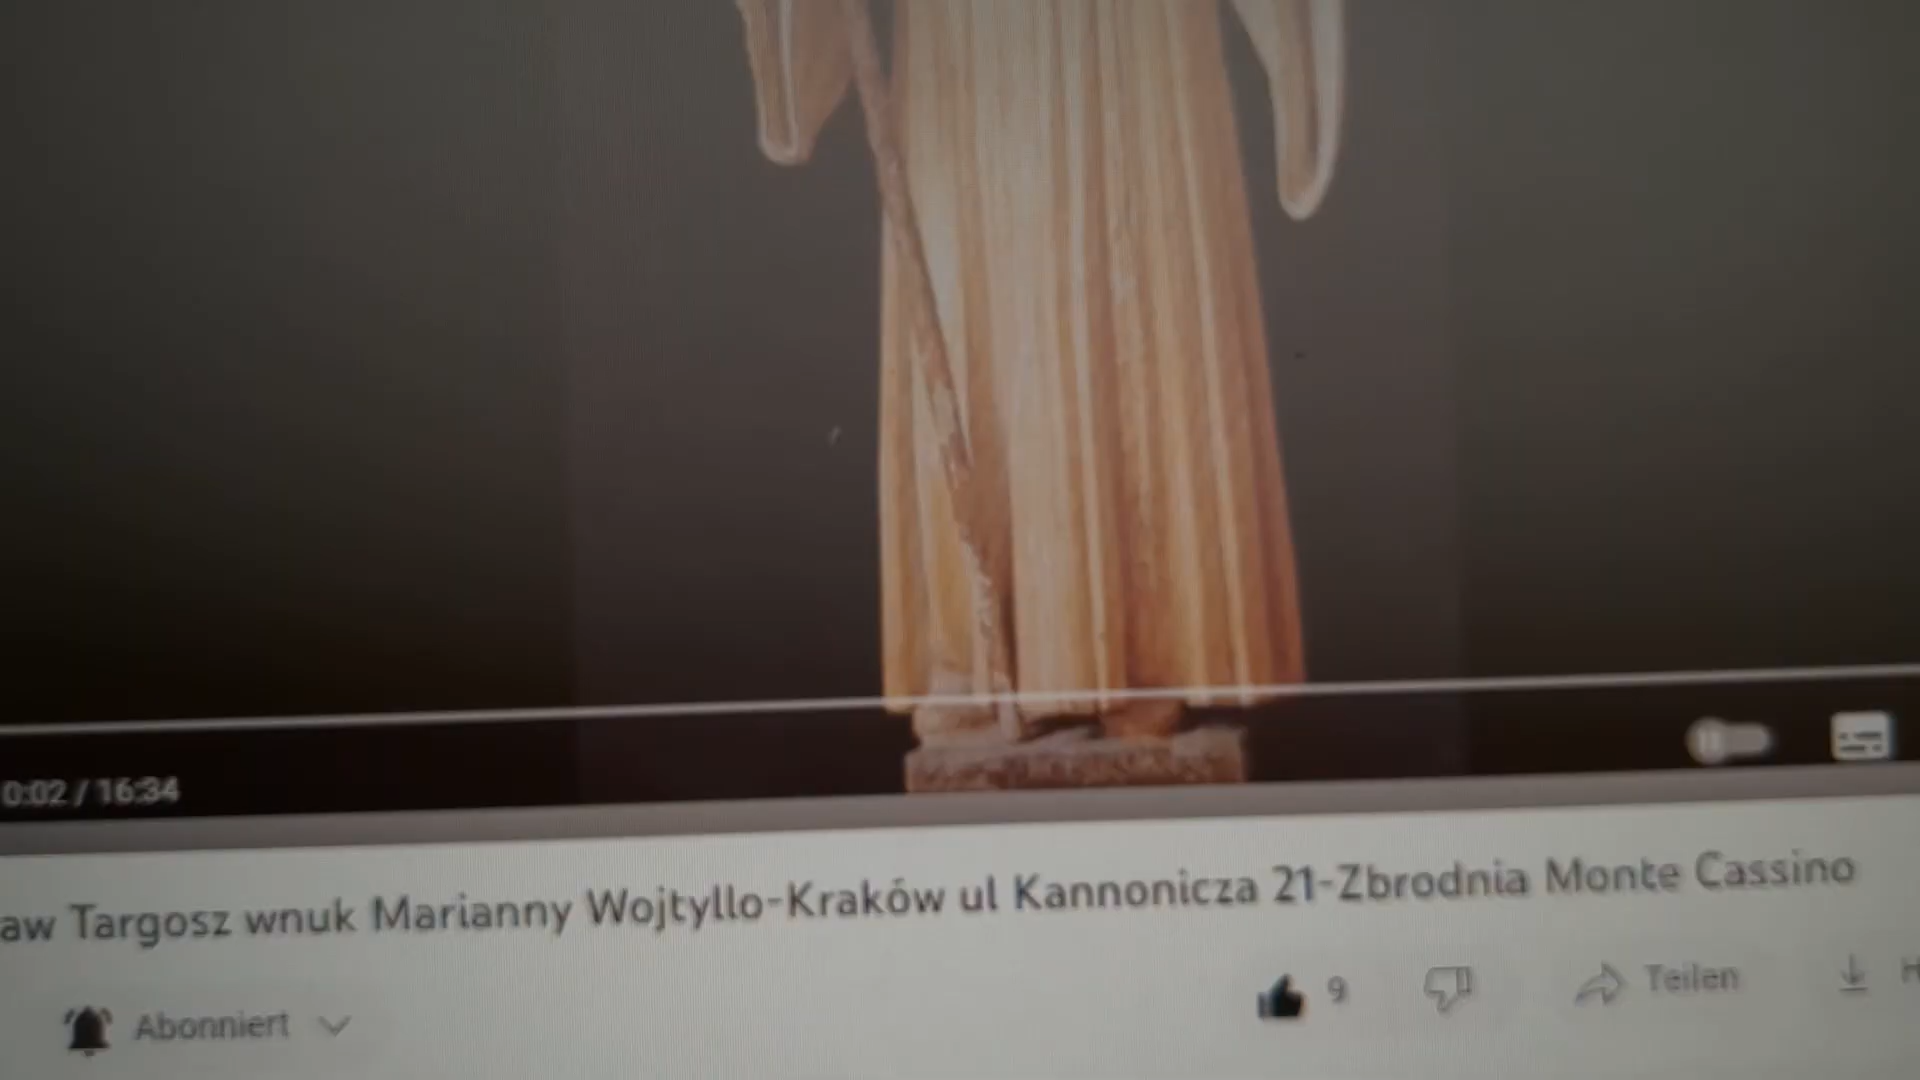 0:02 / 16:34
aw Targosz wnuk Marianny Wojtyllo-Kraków ul Kannonicza 21-Zbrodnia Monte Cassino
Abonniert
9
Teilen
H